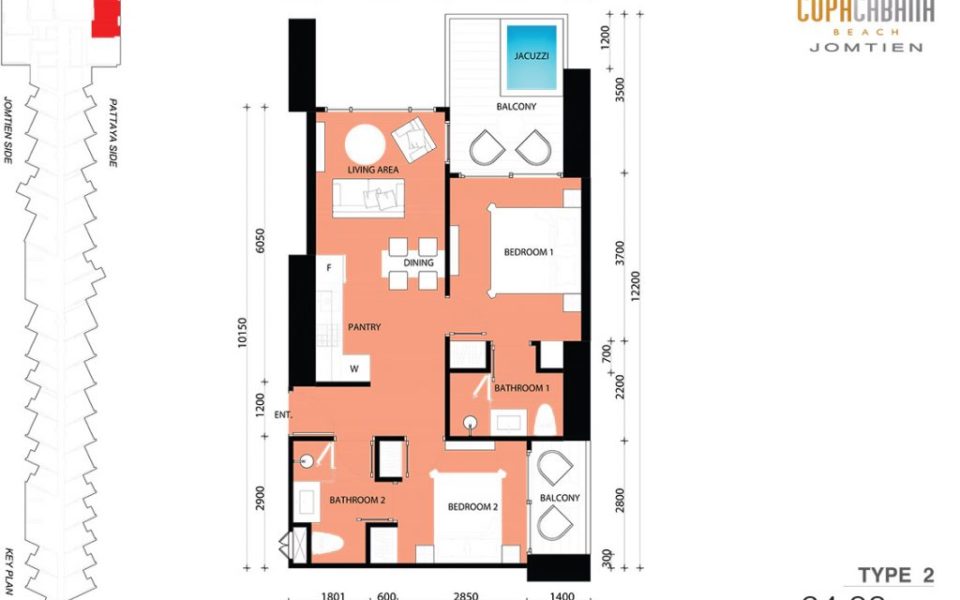 COPACABANA
BEACH
JOMTIEN
JOMTIEN SIDE
PATTAYA SIDE
KEY PLAN
JACUZZI
BALCONY
LIVING AREA
BEDROOM 1
DINING
F
PANTRY
W
BATHROOM 1
ENT.
BATHROOM 2
BEDROOM 2
BALCONY
6050
10150
1200
2900
1200
3500
3700
12200
700
2200
2800
300
1801
600
2850
1400
TYPE 2